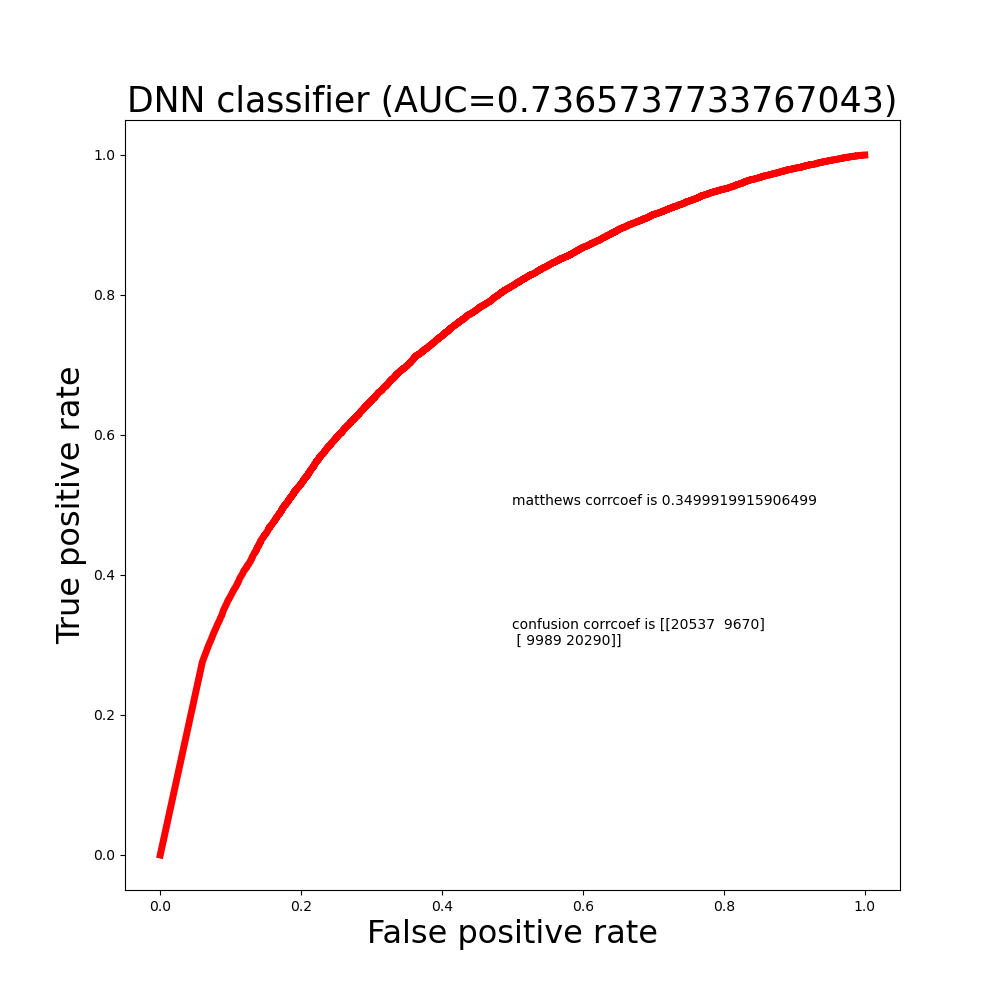 DNN classifier (AUC=0.7365737733767043)
1.0
0.8
0.6
0.4
0.2
0.0
True positive rate
matthews corrcoef is 0.3499919915906499
confusion corrcoef is [[20537  9670]
 [ 9989 20290]]
0.0 0.2 0.4 0.6 0.8 1.0
False positive rate